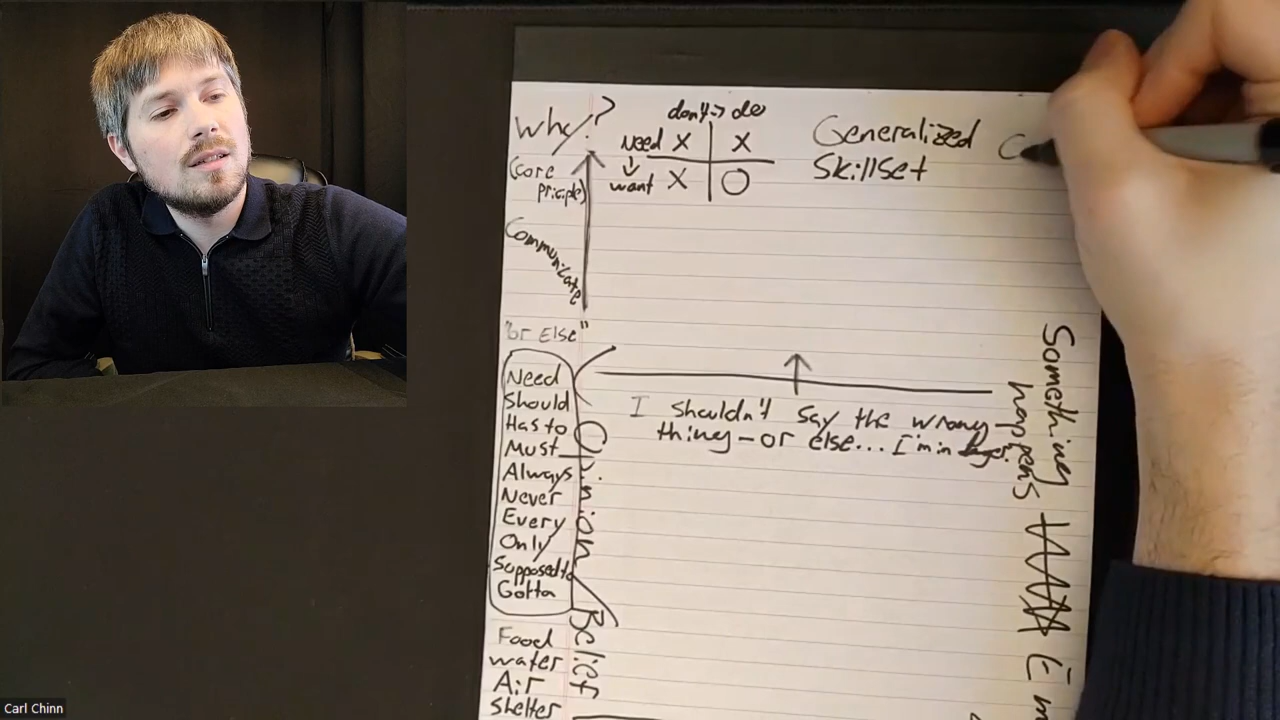 Why?
(core
priciple)
don't -> do
Need X X
want X O
Generalized
Skillset
Communicate
"or Else"
Need
Should
Has to
Must
Always
Never
Every
Only
Supposed to
Gotta
Opinion
Belief
I shouldn't say the wrong
thing - or else... I'm in
Something
happens
Food
water
Air
shelter
Carl Chinn